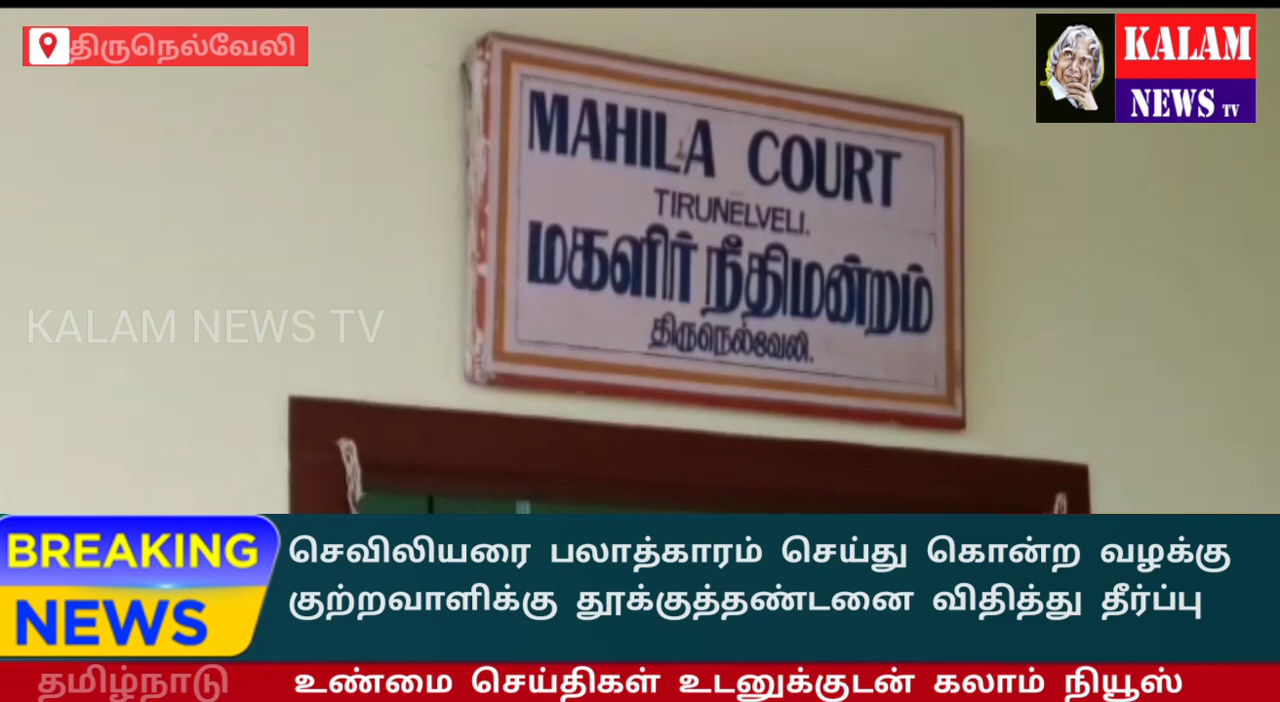 திருநெல்வேலி
KALAM
NEWS TV
MAHILA COURT
TIRUNELVELI.
மகளிர் நீதிமன்றம்
திருநெல்வேலி.
KALAM NEWS TV
BREAKING
NEWS
செவிலியரை பலாத்காரம் செய்து கொன்ற வழக்கு
குற்றவாளிக்கு தூக்குத்தண்டனை விதித்து தீர்ப்பு
தமிழ்நாடு
உண்மை செய்திகள் உடனுக்குடன் கலாம் நியூஸ்